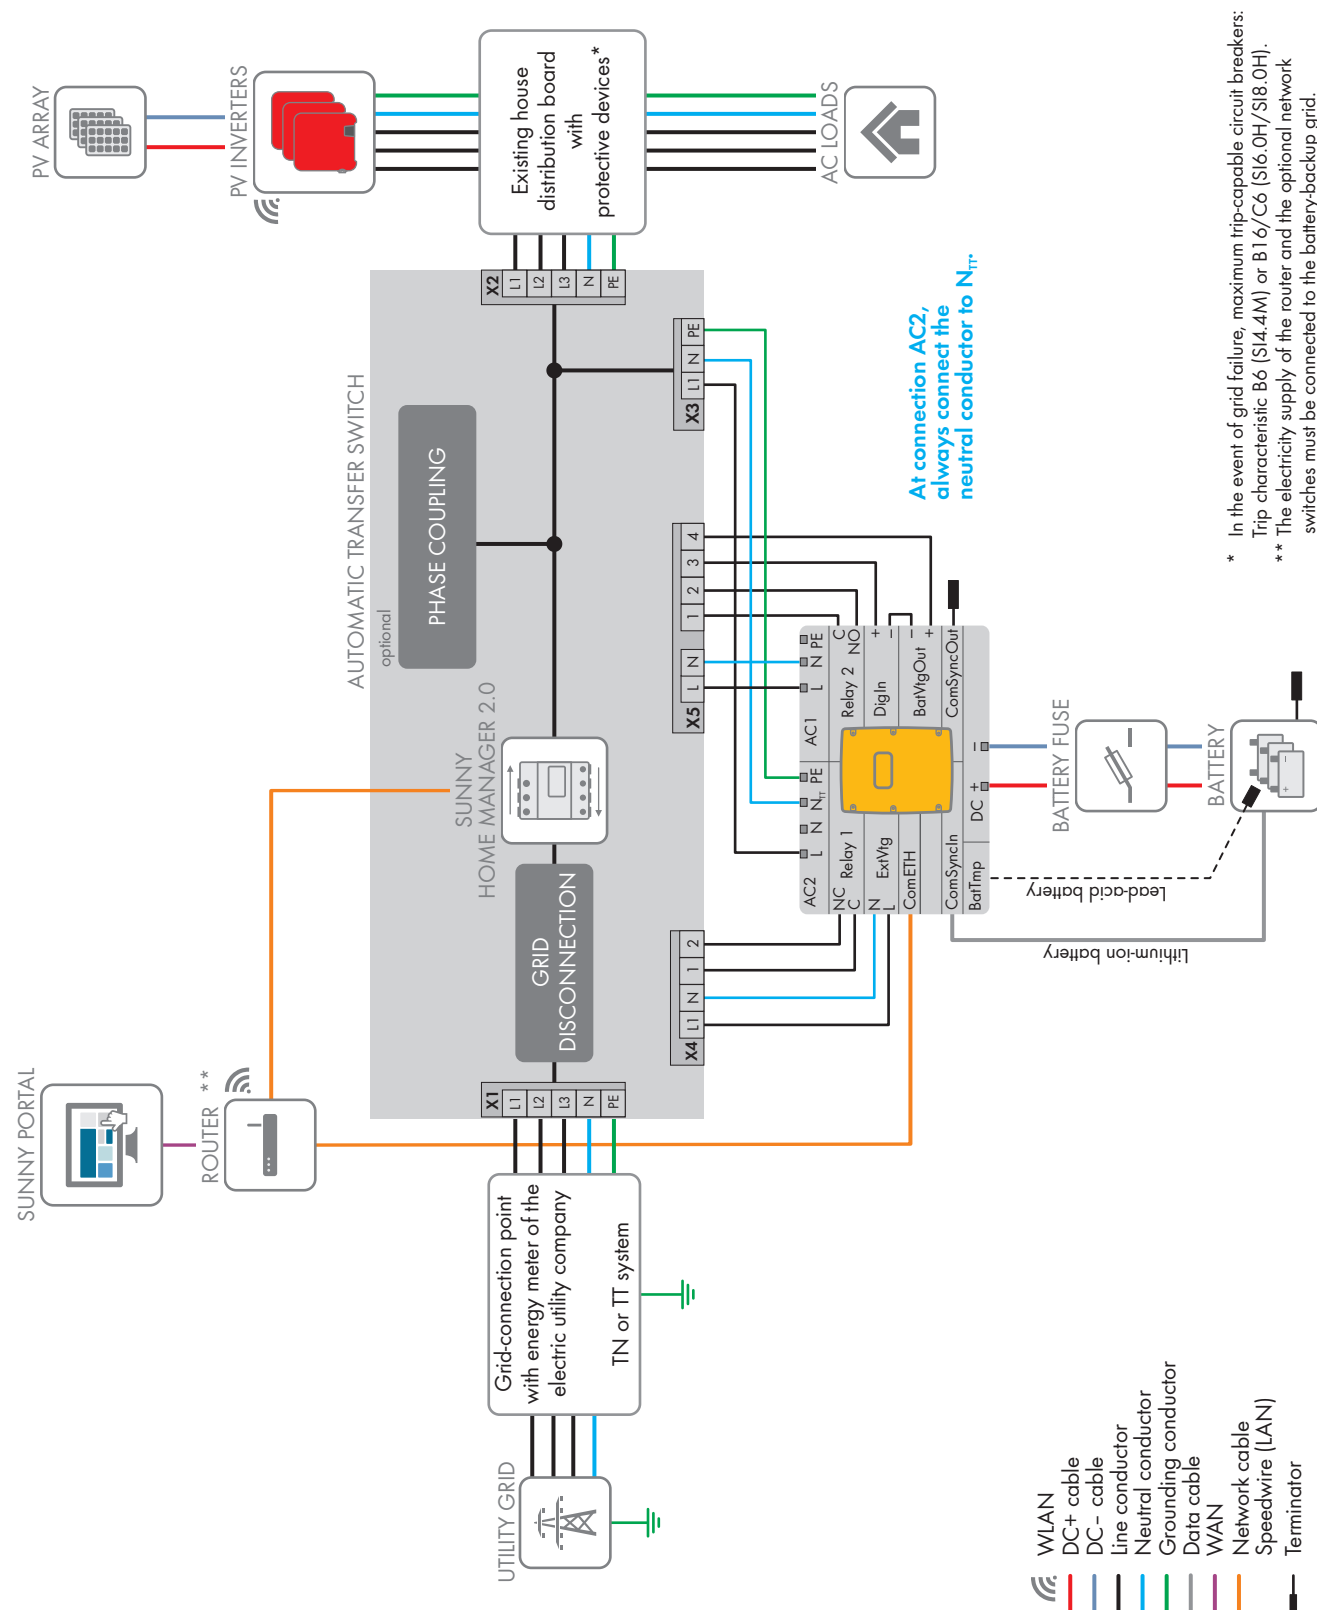 SUNNY PORTAL
ROUTER **
PV ARRAY
PV INVERTERS
AUTOMATIC TRANSFER SWITCH
optional
PHASE COUPLING
SUNNY
HOME MANAGER 2.0
GRID
DISCONNECTION
UTILITY GRID
Grid-connection point
with energy meter of the
electric utility company
TN or TT system
X1
L1
L2
L3
N
PE
X2
L1
L2
L3
N
PE
Existing house
distribution board
with
protective devices*
AC LOADS
X4 L1 N 1 2
X5 L N 1 2 3 4
X3 L1 N PE
At connection AC2,
always connect the
neutral conductor to NTT.
AC2 L N NTT PE
AC1 L N PE
NC
C
Relay 1
Relay 2
C
NO
N
L
ExtVtg
DigIn
+
−
ComETH
BatVtgOut
−
+
ComSyncIn
ComSyncOut
BatTmp
DC + −
Lead-acid battery
Lithium-ion battery
BATTERY FUSE
BATTERY
+ −
WLAN
DC+ cable
DC− cable
Line conductor
Neutral conductor
Grounding conductor
Data cable
WAN
Network cable
Speedwire (LAN)
Terminator
* In the event of grid failure, maximum trip-capable circuit breakers:
Trip characteristic B6 (SI4.4M) or B16/C6 (SI6.0H/SI8.0H).
** The electricity supply of the router and the optional network
switches must be connected to the battery-backup grid.